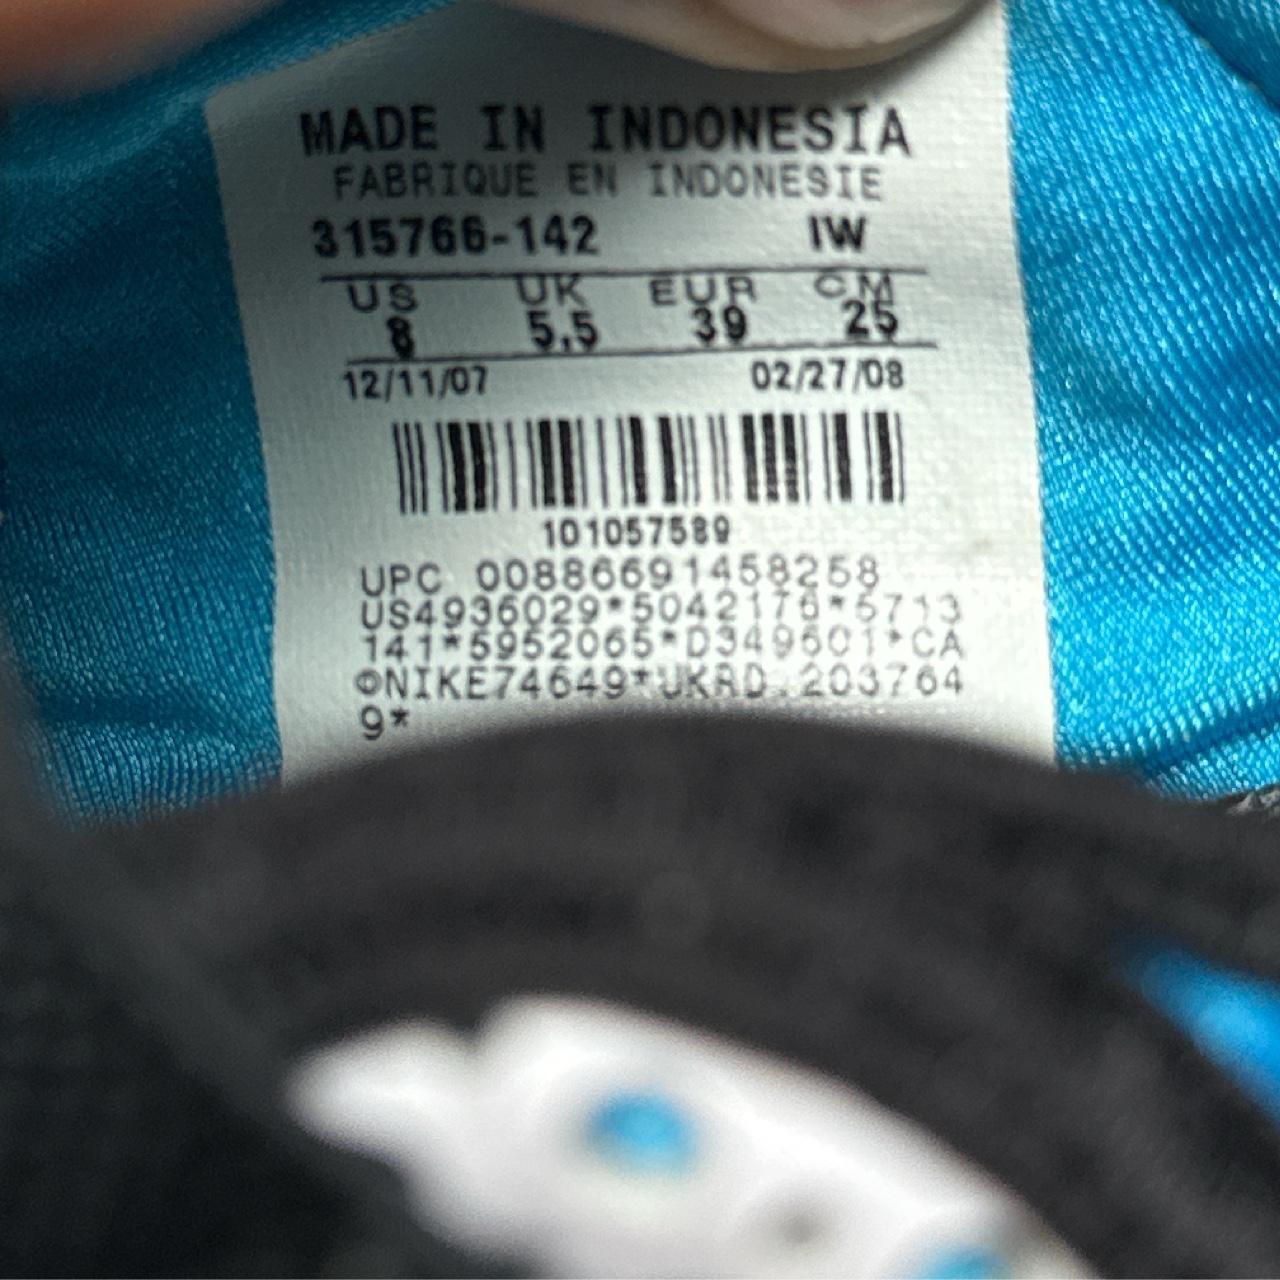 MADE IN INDONESIA
FABRIQUE EN INDONESIE
315766-142 IW
US UK EUR CM
8 5.5 39 25
12/11/07 02/27/08
101057589
UPC 00886691458258
US4936029*5042176*5713
141*5952065*D349601*CA
©NIKE74649*UKRD.203764
9*